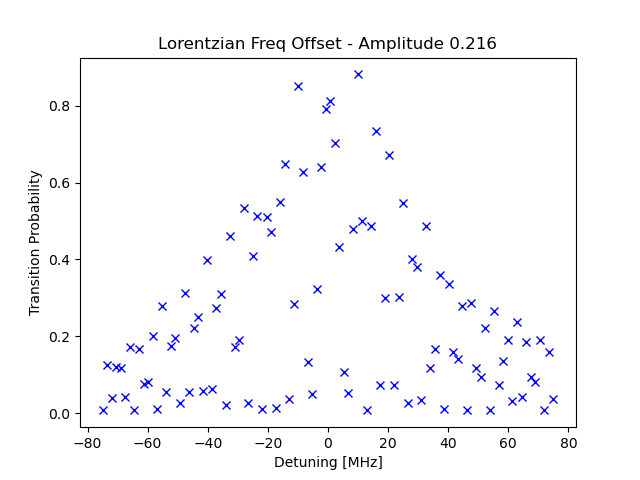 Lorentzian Freq Offset - Amplitude 0.216
0.8
0.6
0.4
0.2
0.0
Transition Probability
−80 −60 −40 −20 0 20 40 60 80
Detuning [MHz]